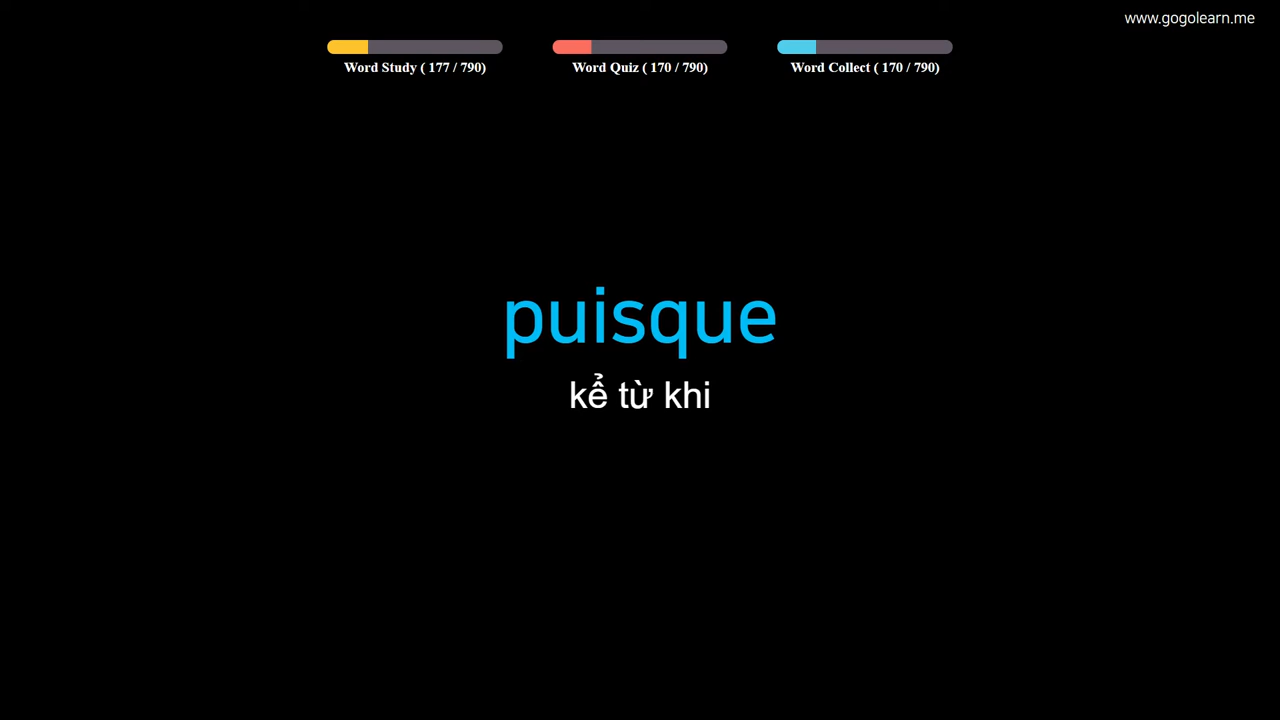 www.gogolearn.me
Word Study ( 177 / 790)
Word Quiz ( 170 / 790)
Word Collect ( 170 / 790)
puisque
kể từ khi